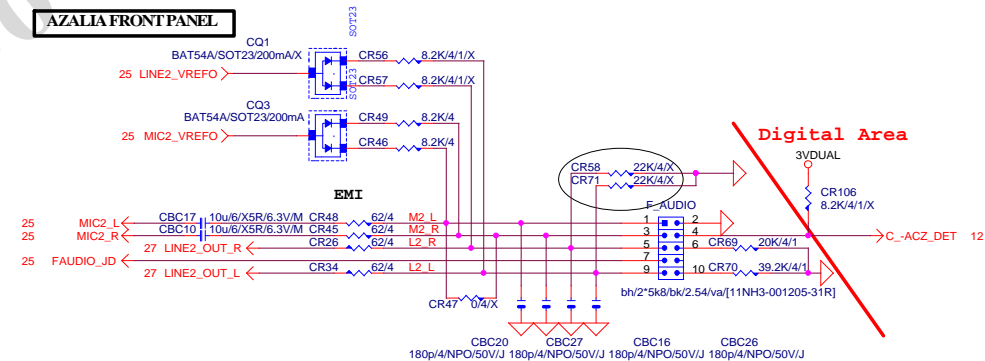 AZALIA FRONT PANEL
SOT23
CQ1
BAT54A/SOT23/200mA/X
CR56 8.2K/4/1/X
25 LINE2_VREFO
CR57 8.2K/4/1/X
SOT23
CQ3
BAT54A/SOT23/200mA
CR49 8.2K/4
25 MIC2_VREFO
CR46 8.2K/4
Digital Area
3VDUAL
CR58 22K/4/X
CR71 22K/4/X
CR106
8.2K/4/1/X
EMI
F_AUDIO
25 MIC2_L CBC17 10u/6/X5R/6.3V/M CR48 62/4 M2_L 1 2
25 MIC2_R CBC10 10u/6/X5R/6.3V/M CR45 62/4 M2_R 3 4 C_-ACZ_DET 12
27 LINE2_OUT_R CR26 62/4 L2_R 5 6 CR69 20K/4/1
25 FAUDIO_JD 7
27 LINE2_OUT_L CR34 62/4 L2_L 9 10 CR70 39.2K/4/1
bh/2*5k8/bk/2.54/va/[11NH3-001205-31R]
CR47 0/4/X
CBC20 CBC27 CBC16 CBC26
180p/4/NPO/50V/J 180p/4/NPO/50V/J 180p/4/NPO/50V/J 180p/4/NPO/50V/J